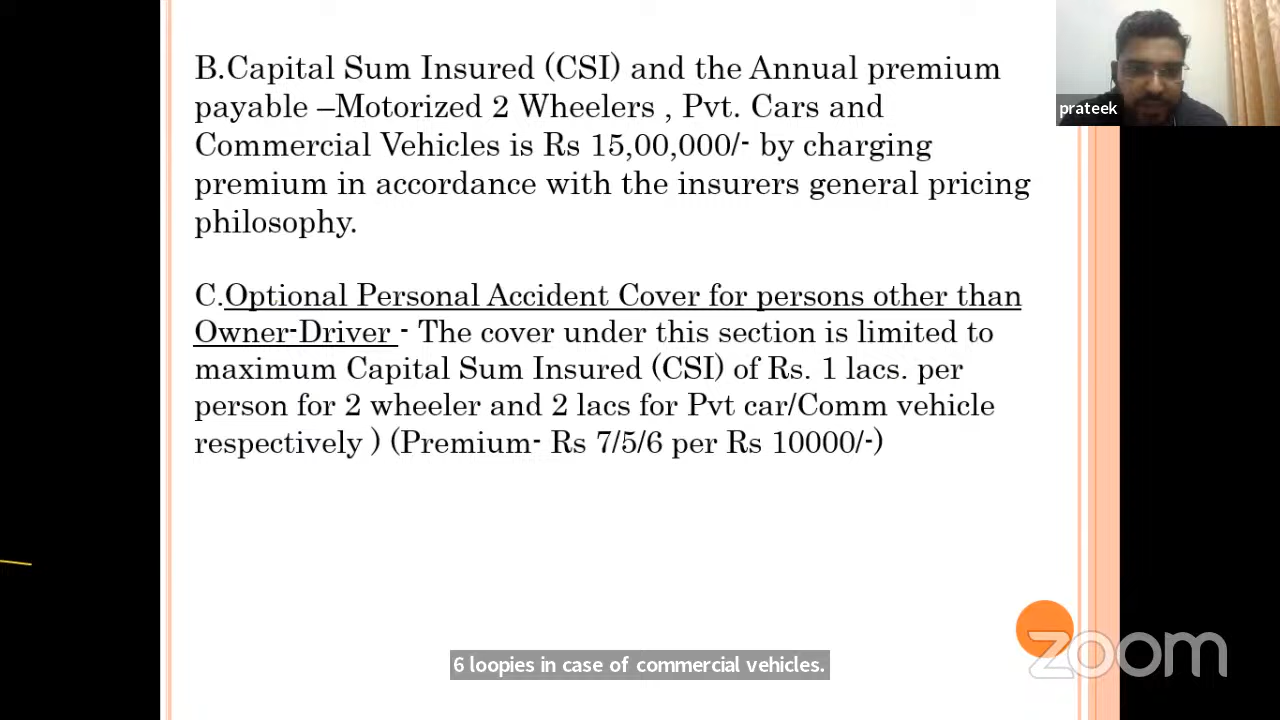 B.Capital Sum Insured (CSI) and the Annual premium
payable –Motorized 2 Wheelers , Pvt. Cars and
Commercial Vehicles is Rs 15,00,000/- by charging
premium in accordance with the insurers general pricing
philosophy.
C.Optional Personal Accident Cover for persons other than
Owner-Driver - The cover under this section is limited to
maximum Capital Sum Insured (CSI) of Rs. 1 lacs. per
person for 2 wheeler and 2 lacs for Pvt car/Comm vehicle
respectively ) (Premium- Rs 7/5/6 per Rs 10000/-)
prateek
6 loopies in case of commercial vehicles.
zoom